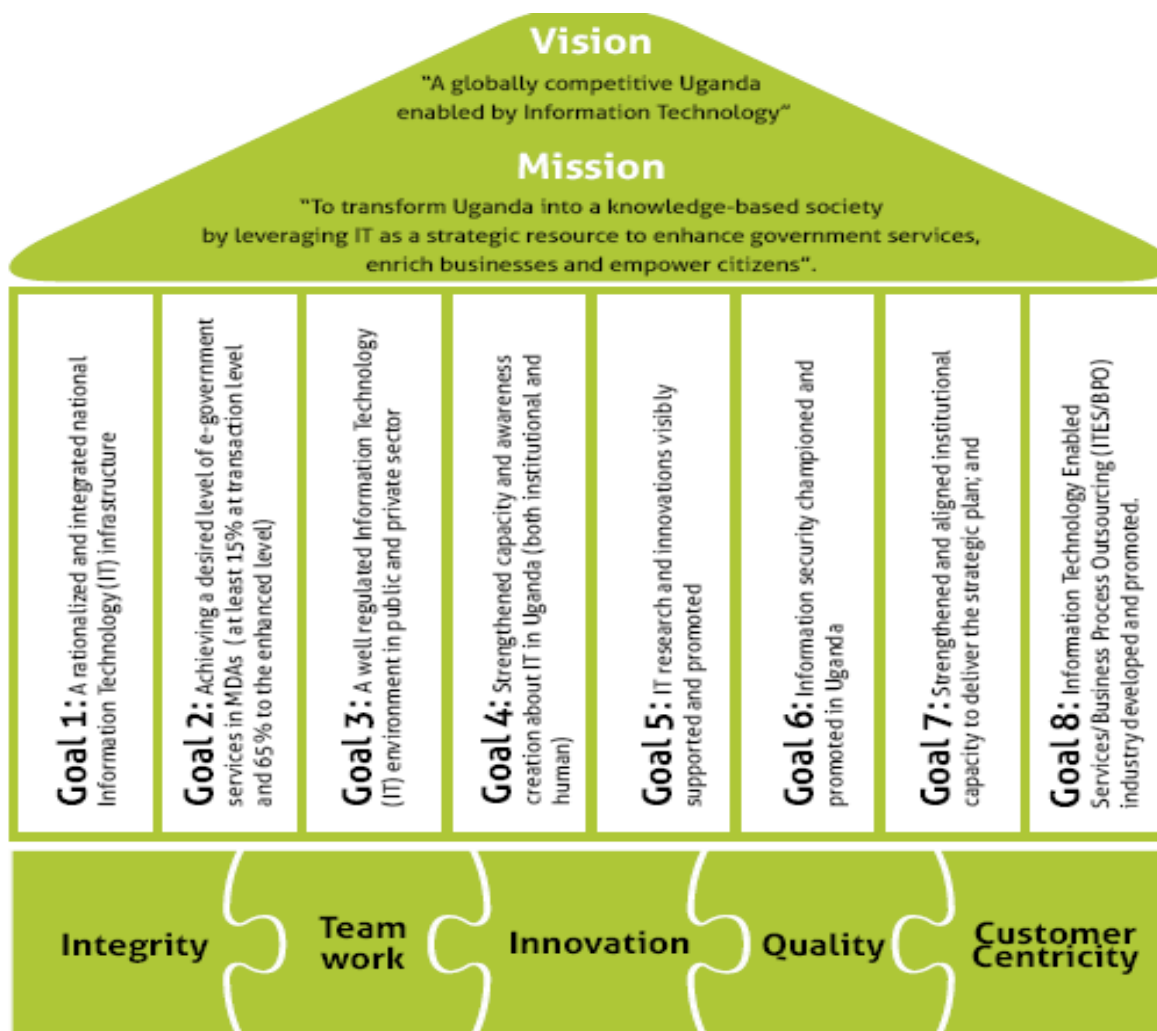 Vision
"A globally competitive Uganda
enabled by Information Technology"
Mission
"To transform Uganda into a knowledge-based society
by leveraging IT as a strategic resource to enhance government services,
enrich businesses and empower citizens".
Goal 1: A rationalized and integrated national
Information Technology (IT) infrastructure
Goal 2: Achieving a desired level of e-government
services in MDAs ( at least 15% at transaction level
and 65% to the enhanced level)
Goal 3: A well regulated Information Technology
(IT) environment in public and private sector
Goal 4: Strengthened capacity and awareness
creation about IT in Uganda (both institutional and
human)
Goal 5: IT research and innovations visibly
supported and promoted
Goal 6: Information security championed and
promoted in Uganda
Goal 7: Strengthened and aligned institutional
capacity to deliver the strategic plan; and
Goal 8: Information Technology Enabled
Services/Business Process Outsourcing (ITES/BPO)
industry developed and promoted.
Integrity
Team
work
Innovation
Quality
Customer
Centricity